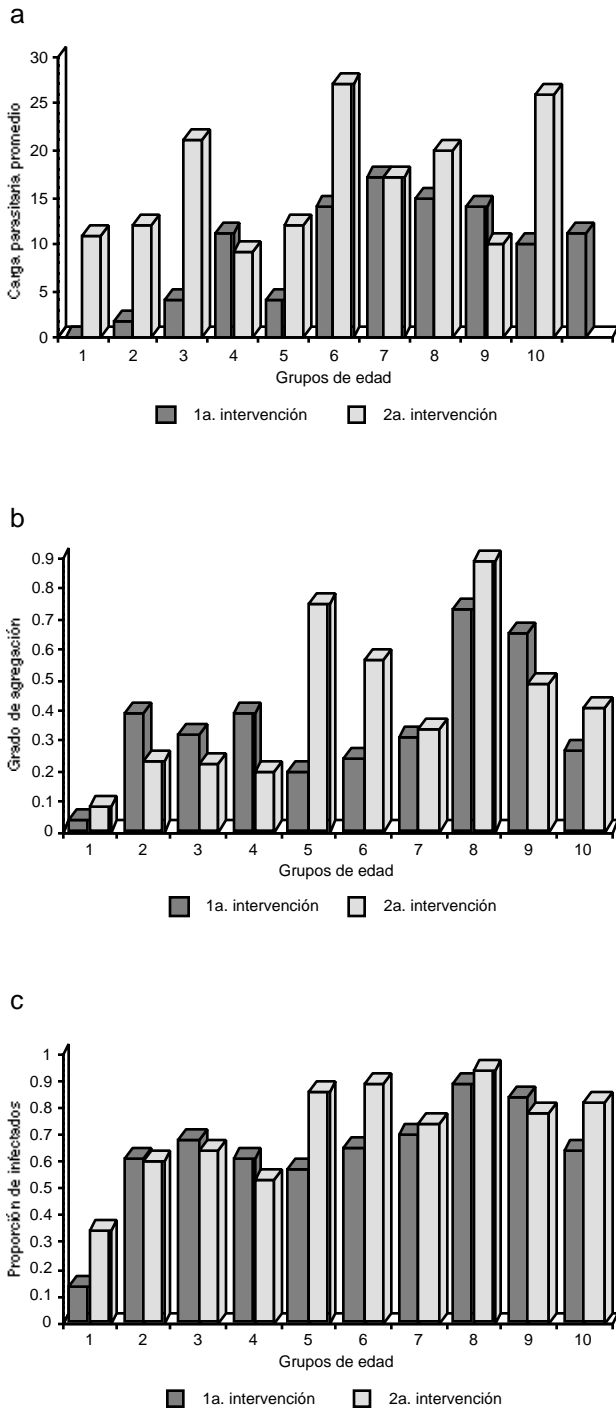 a
Carga parasitaria promedio
30
25
20
15
10
5
0
1 2 3 4 5 6 7 8 9 10
Grupos de edad
1a. intervención 2a. intervención
b
Grado de agregación
0.9
0.8
0.7
0.6
0.5
0.4
0.3
0.2
0.1
0
1 2 3 4 5 6 7 8 9 10
Grupos de edad
1a. intervención 2a. intervención
c
Proporción de infectados
1
0.9
0.8
0.7
0.6
0.5
0.4
0.3
0.2
0.1
0
1 2 3 4 5 6 7 8 9 10
Grupos de edad
1a. intervención 2a. intervención